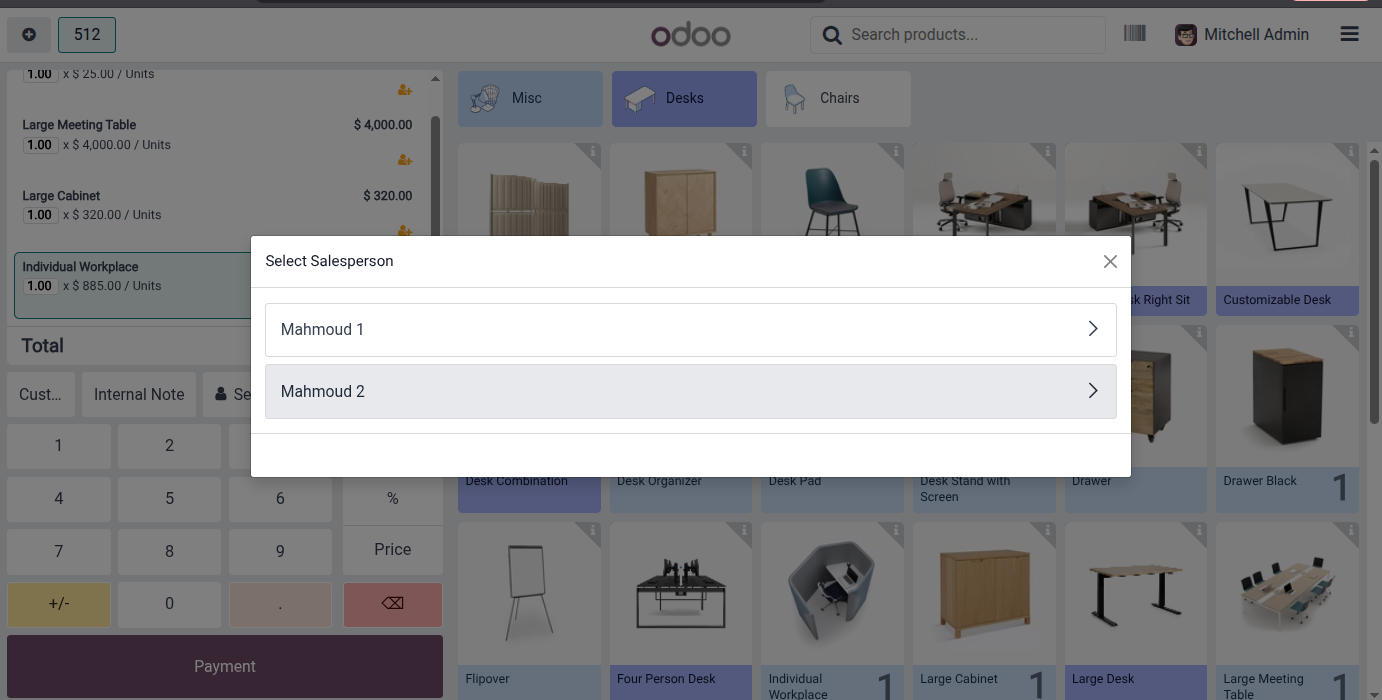 512
odoo
Search products...
Mitchell Admin
1.00 x $ 25.00 / Units
Large Meeting Table $ 4,000.00
1.00 x $ 4,000.00 / Units
Large Cabinet $ 320.00
1.00 x $ 320.00 / Units
Individual Workplace
1.00 x $ 885.00 / Units
Total
Cust...
Internal Note
Se
1 2
4 5 6 %
7 8 9 Price
+/- 0 .
Payment
Misc
Desks
Chairs
Select Salesperson
Mahmoud 1
Mahmoud 2
sk Right Sit
Customizable Desk
Desk Combination
Desk Organizer
Desk Pad
Desk Stand with
Screen
Drawer
Drawer Black 1
Flipover
Four Person Desk
Individual
Workplace 1
Large Cabinet 1
Large Desk
Large Meeting
Table 1